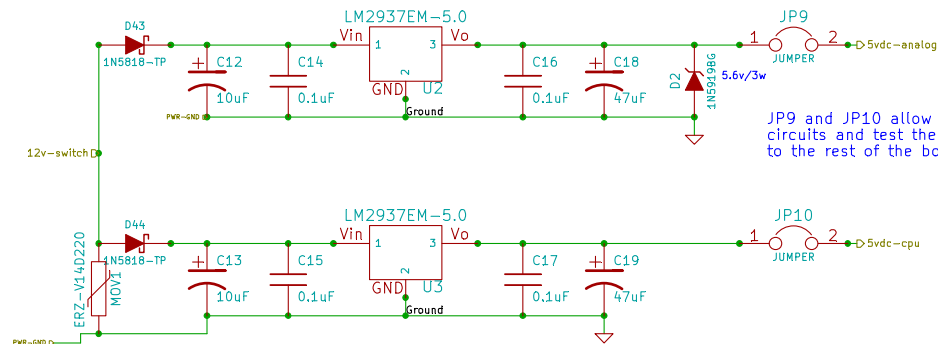 D43
1N5818-TP
C12
10uF
C14
0.1uF
LM2937EM-5.0
Vin
1
3
Vo
2
GND
U2
Ground
C16
0.1uF
C18
47uF
D2
1N5919BG
5.6v/3w
JP9
1
2
JUMPER
5vdc-analog
PWR-GND
JP9 and JP10 allow
circuits and test the
to the rest of the bo
12v-switch
D44
1N5818-TP
ERZ-V14D220
MOV1
C13
10uF
C15
0.1uF
LM2937EM-5.0
Vin
1
3
Vo
2
GND
U3
Ground
C17
0.1uF
C19
47uF
JP10
1
2
JUMPER
5vdc-cpu
PWR-GND